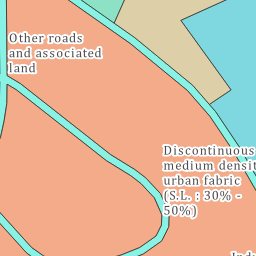 Other roads
and associated
land
Discontinuous
medium densit
urban fabric
(S.L. : 30% -
50%)